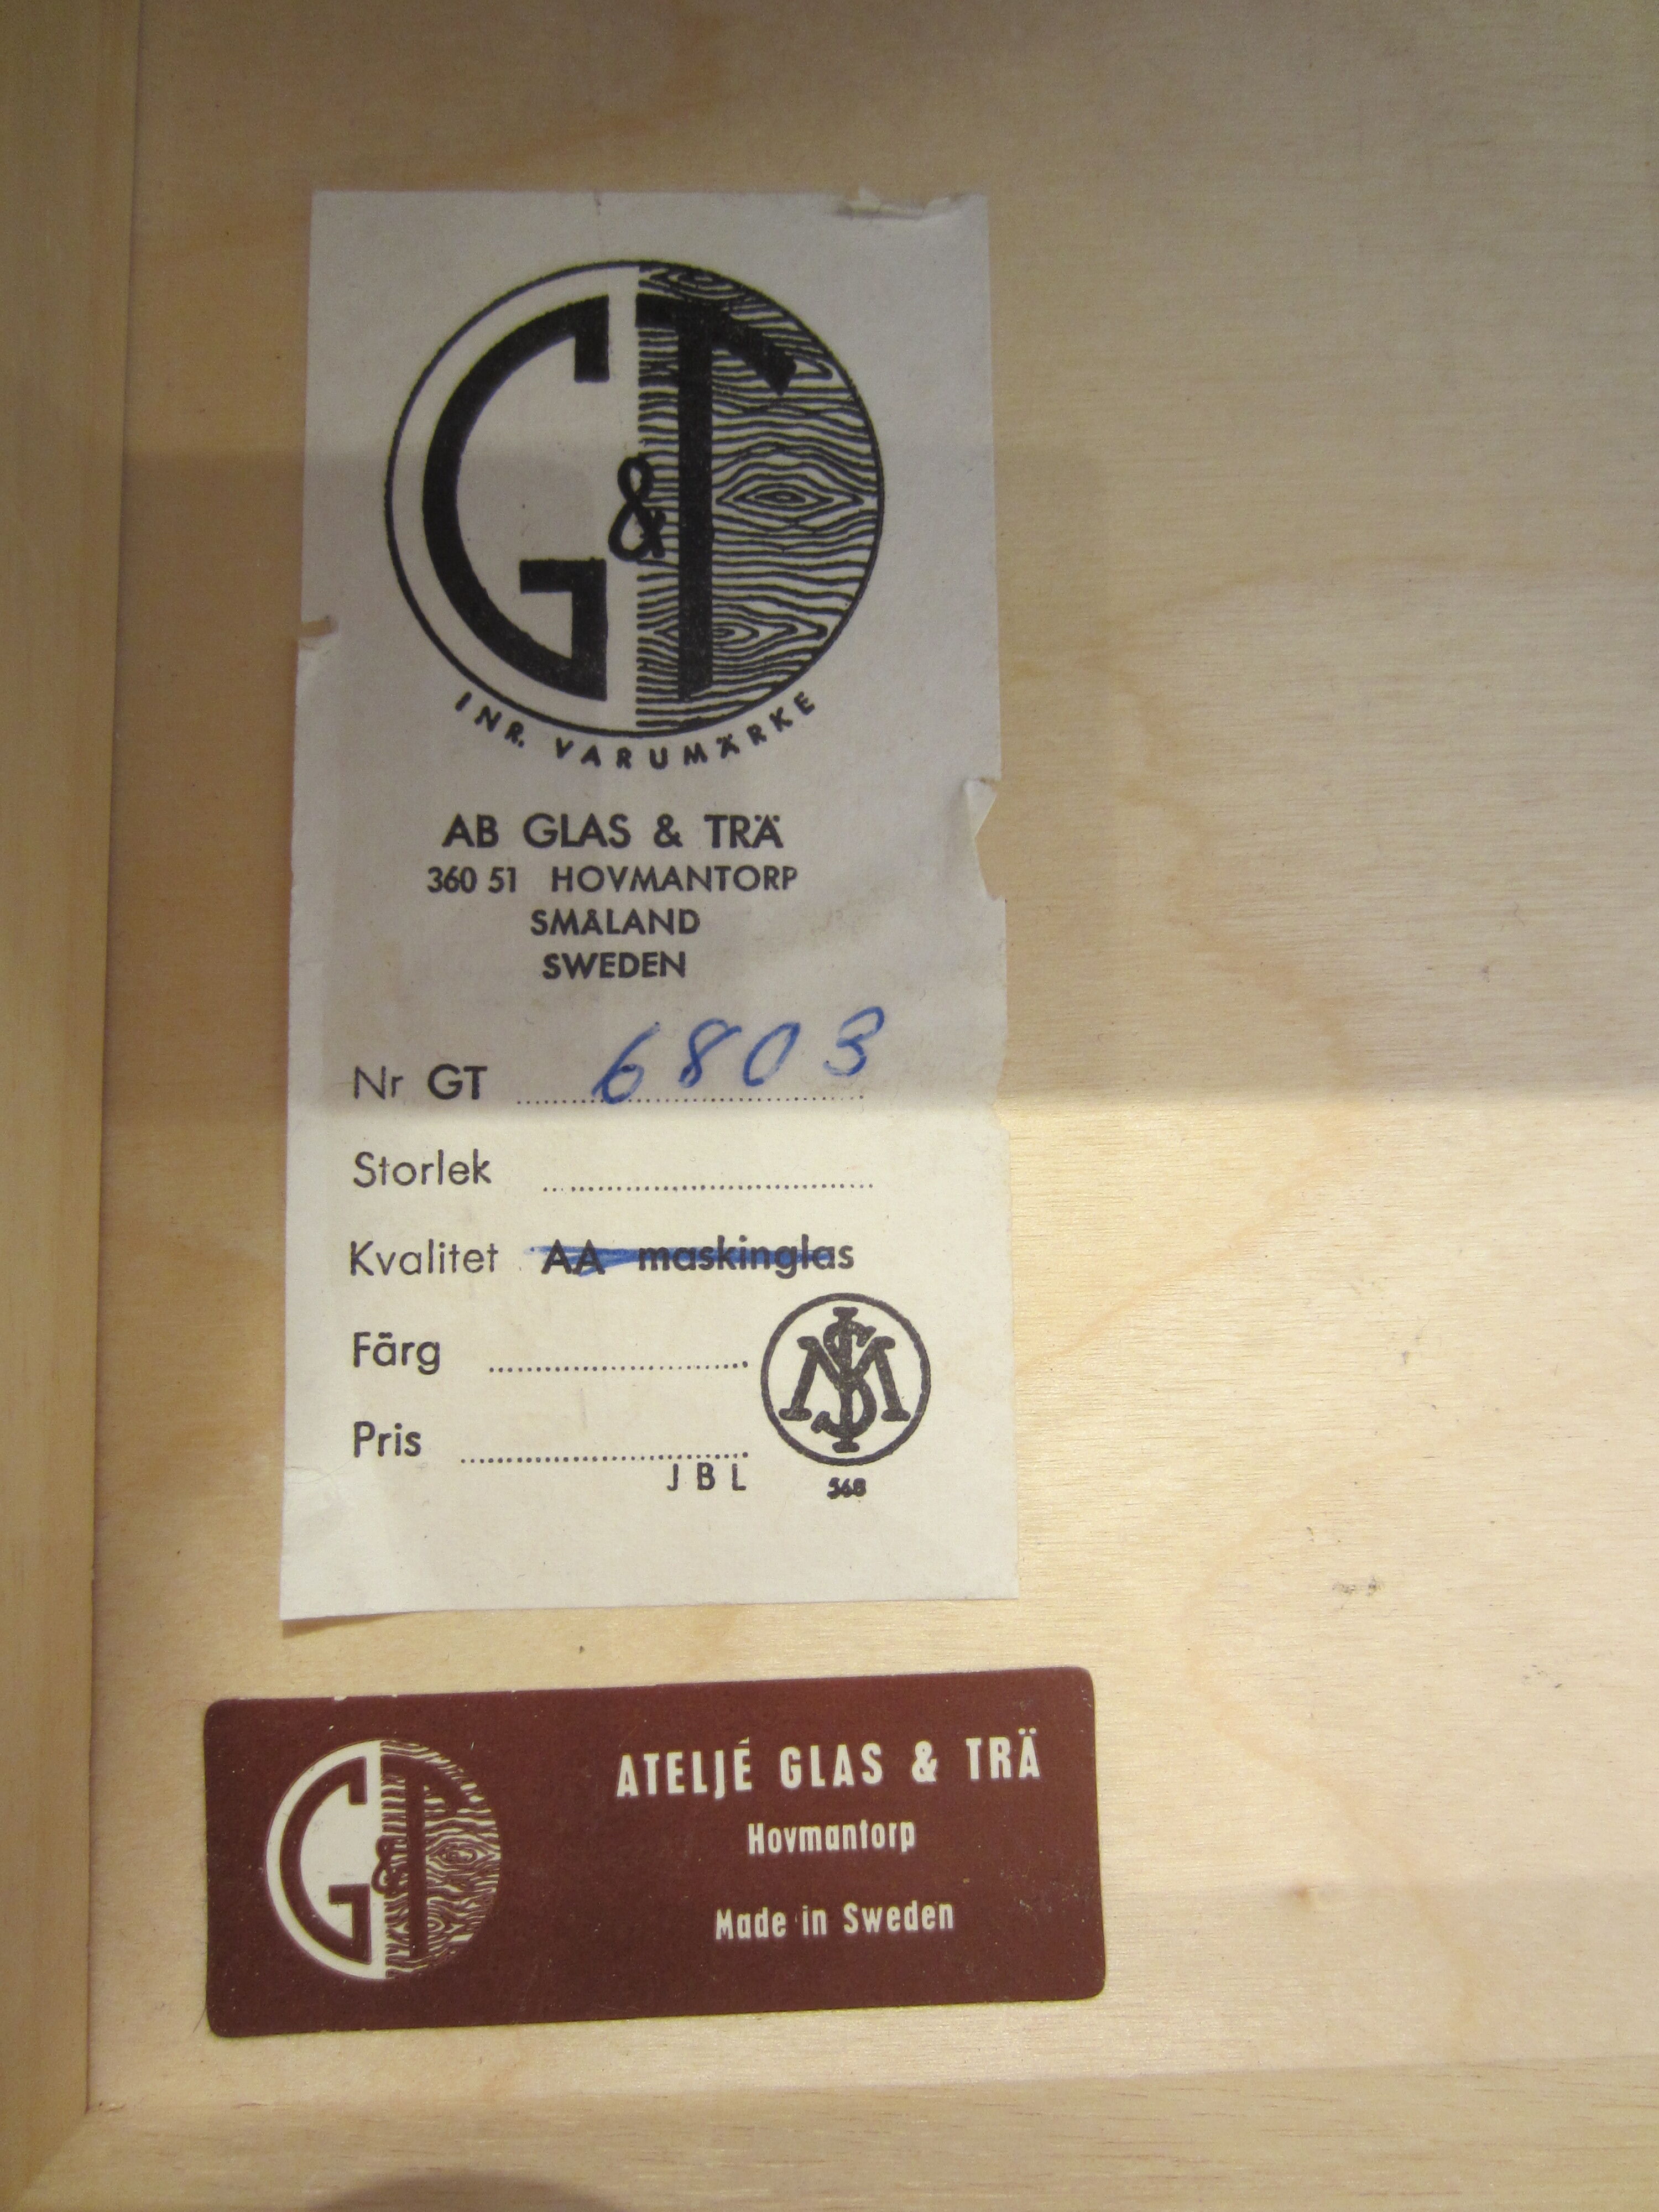 G & T
INR. VARUMÄRKE
AB GLAS & TRÄ
360 51 HOVMANTORP
SMÅLAND
SWEDEN
Nr GT 6803
Storlek
Kvalitet AA maskinglas
Färg
Pris
JBL
SMI
568
G & T
ATELJÉ GLAS & TRÄ
Hovmantorp
Made in Sweden